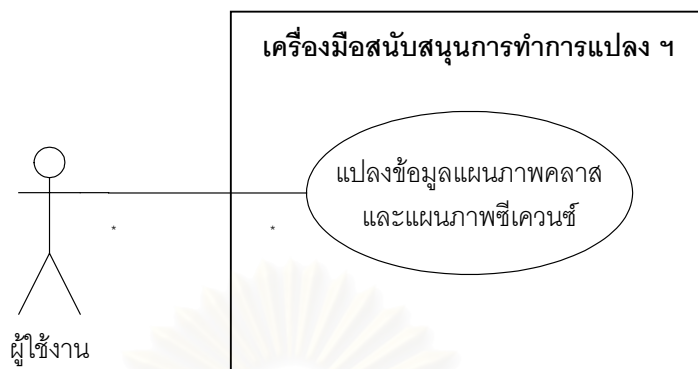 เครื่องมือสนับสนุนการทำการแปลง ฯ
แปลงข้อมูลแผนภาพคลาส
และแผนภาพซีเควนซ์
* *
ผู้ใช้งาน